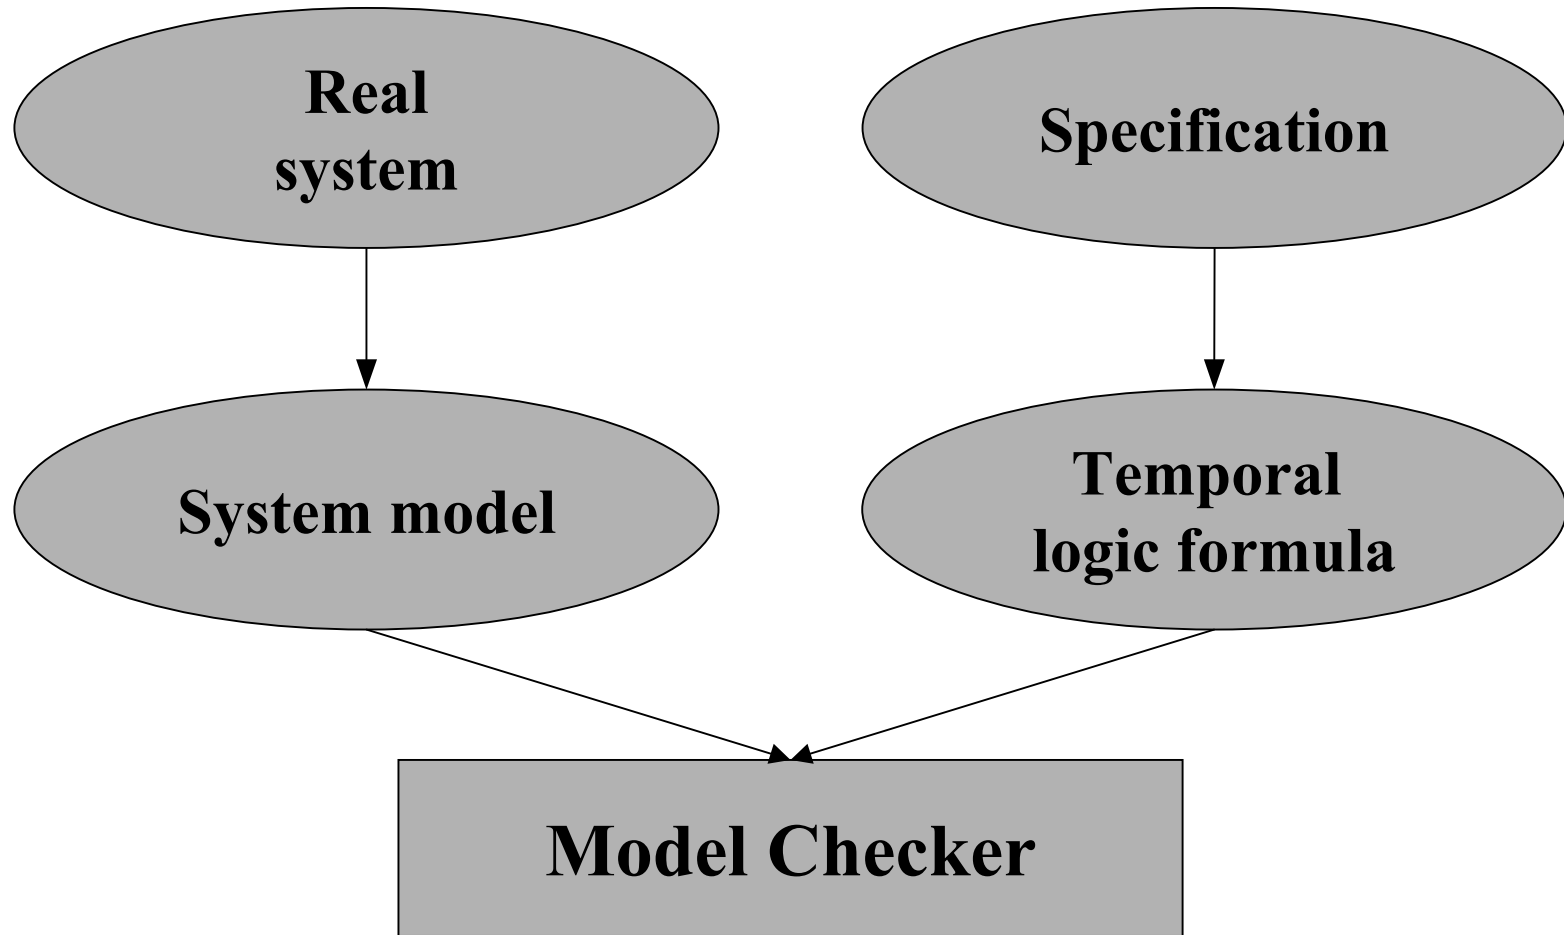 Real
system
Specification
System model
Temporal
logic formula
Model Checker